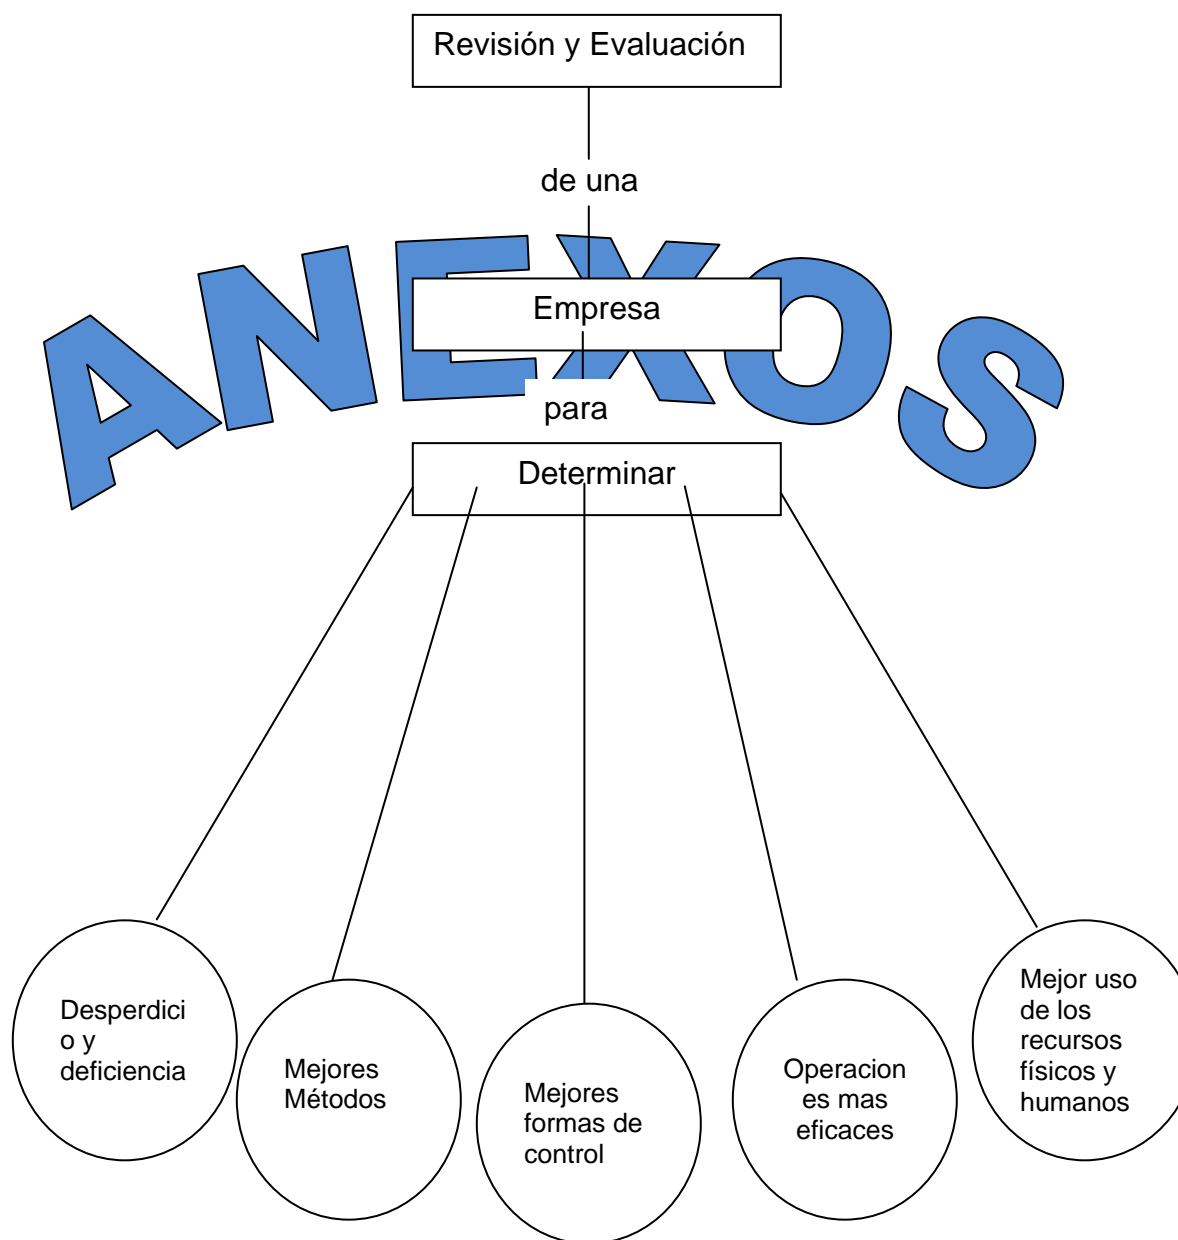 Revisión y Evaluación
de una
ANEXOS
Empresa
para
Determinar
Desperdici
o y
deficiencia
Mejores
Métodos
Mejores
formas de
control
Operacion
es mas
eficaces
Mejor uso
de los
recursos
físicos y
humanos